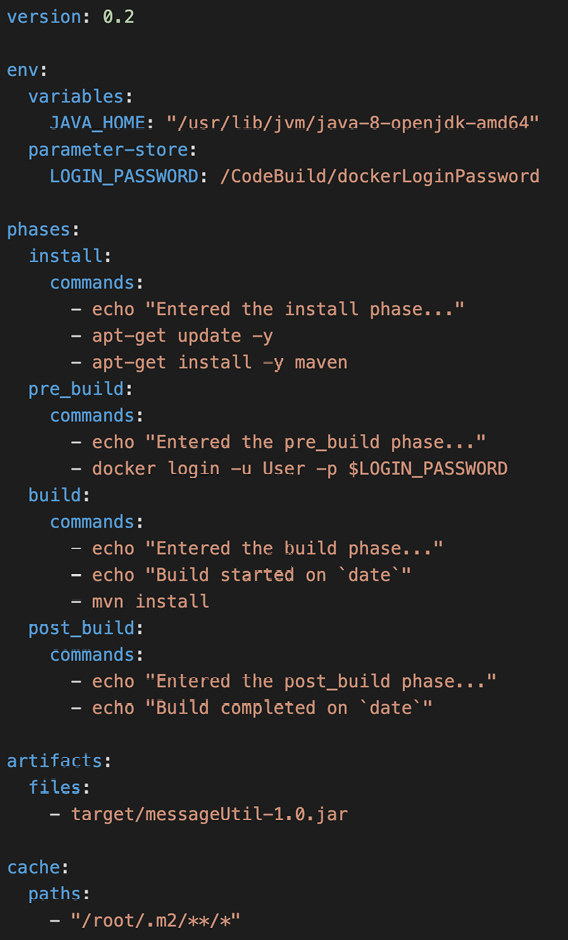 version: 0.2

env:
  variables:
    JAVA_HOME: "/usr/lib/jvm/java-8-openjdk-amd64"
  parameter-store:
    LOGIN_PASSWORD: /CodeBuild/dockerLoginPassword

phases:
  install:
    commands:
      - echo "Entered the install phase..."
      - apt-get update -y
      - apt-get install -y maven
  pre_build:
    commands:
      - echo "Entered the pre_build phase..."
      - docker login -u User -p $LOGIN_PASSWORD
  build:
    commands:
      - echo "Entered the build phase..."
      - echo "Build started on `date`"
      - mvn install
  post_build:
    commands:
      - echo "Entered the post_build phase..."
      - echo "Build completed on `date`"

artifacts:
  files:
    - target/messageUtil-1.0.jar

cache:
  paths:
    - "/root/.m2/**/*"